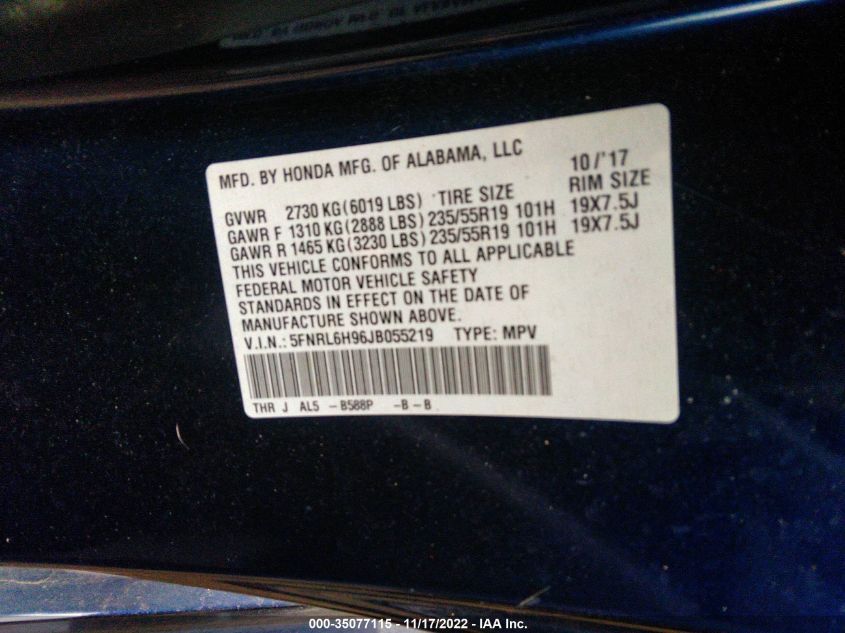 MFD. BY HONDA MFG. OF ALABAMA, LLC 10/'17
GVWR 2730 KG(6019 LBS) TIRE SIZE RIM SIZE
GAWR F 1310 KG(2888 LBS) 235/55R19 101H 19X7.5J
GAWR R 1465 KG(3230 LBS) 235/55R19 101H 19X7.5J
THIS VEHICLE CONFORMS TO ALL APPLICABLE
FEDERAL MOTOR VEHICLE SAFETY
STANDARDS IN EFFECT ON THE DATE OF
MANUFACTURE SHOWN ABOVE.
V.I.N.: 5FNRL6H96JB055219 TYPE: MPV
THR J AL5 -B588P -B-B
000-35077115 - 11/17/2022 - IAA Inc.